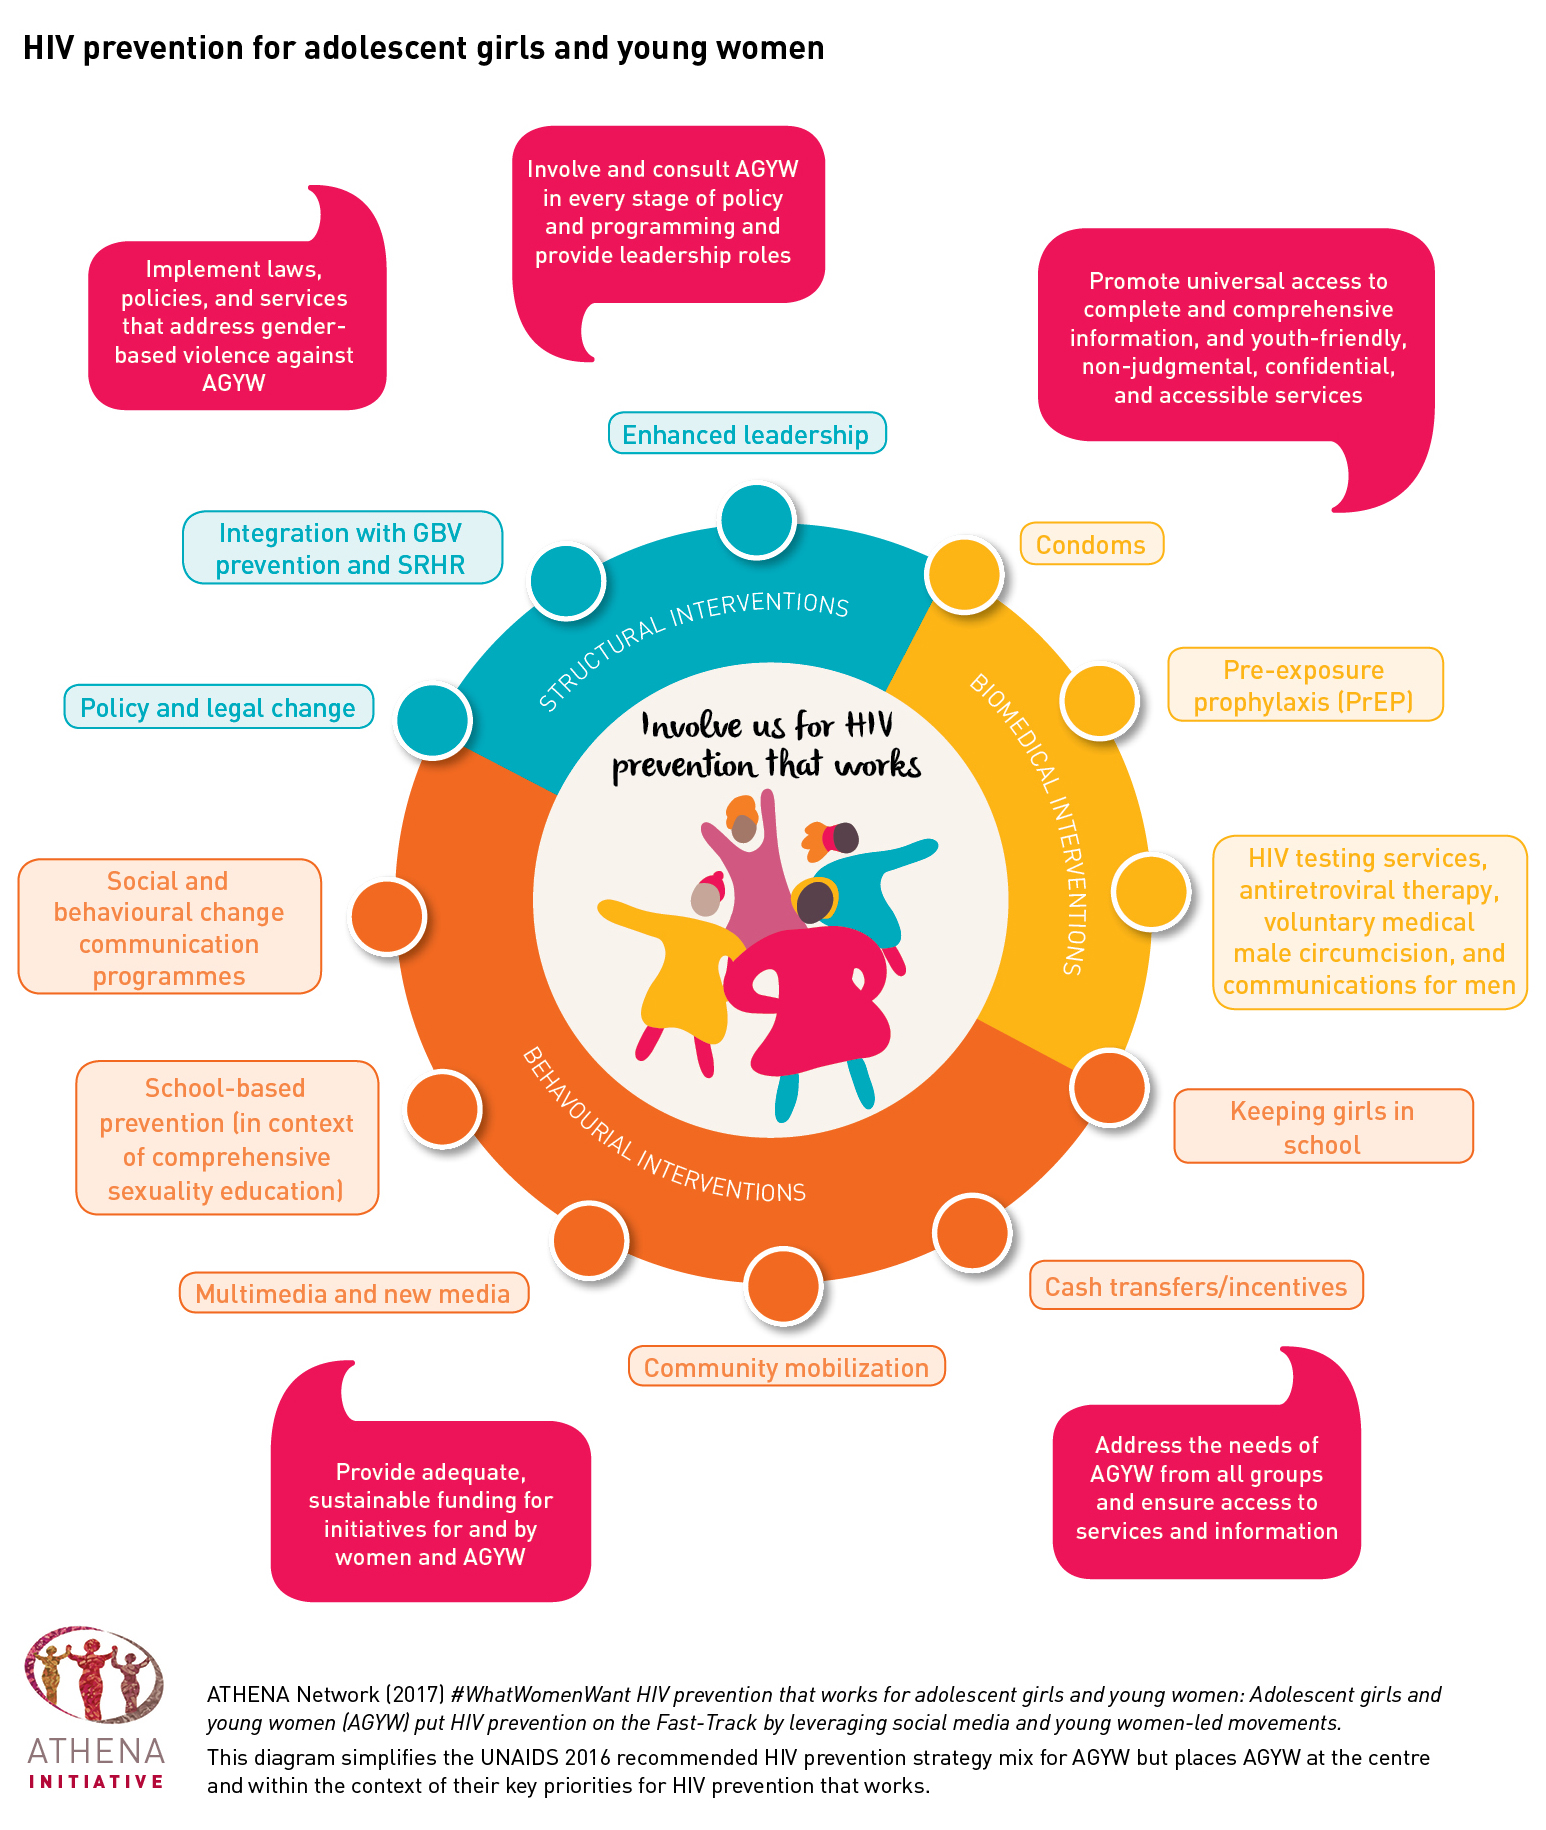 HIV prevention for adolescent girls and young women
Involve and consult AGYW
in every stage of policy
and programming and
provide leadership roles
Implement laws,
policies, and services
that address gender-
based violence against
AGYW
Promote universal access to
complete and comprehensive
information, and youth-friendly,
non-judgmental, confidential,
and accessible services
Enhanced leadership
Integration with GBV
prevention and SRHR
Condoms
Policy and legal change
Pre-exposure
prophylaxis (PrEP)
STRUCTURAL INTERVENTIONS
BIOMEDICAL INTERVENTIONS
Involve us for HIV
prevention that works
Social and
behavioural change
communication
programmes
HIV testing services,
antiretroviral therapy,
voluntary medical
male circumcision, and
communications for men
School-based
prevention (in context
of comprehensive
sexuality education)
BEHAVOURIAL INTERVENTIONS
Keeping girls in
school
Multimedia and new media
Cash transfers/incentives
Community mobilization
Provide adequate,
sustainable funding for
initiatives for and by
women and AGYW
Address the needs of
AGYW from all groups
and ensure access to
services and information
ATHENA
INITIATIVE
ATHENA Network (2017) #WhatWomenWant HIV prevention that works for adolescent girls and young women: Adolescent girls and
young women (AGYW) put HIV prevention on the Fast-Track by leveraging social media and young women-led movements.
This diagram simplifies the UNAIDS 2016 recommended HIV prevention strategy mix for AGYW but places AGYW at the centre
and within the context of their key priorities for HIV prevention that works.